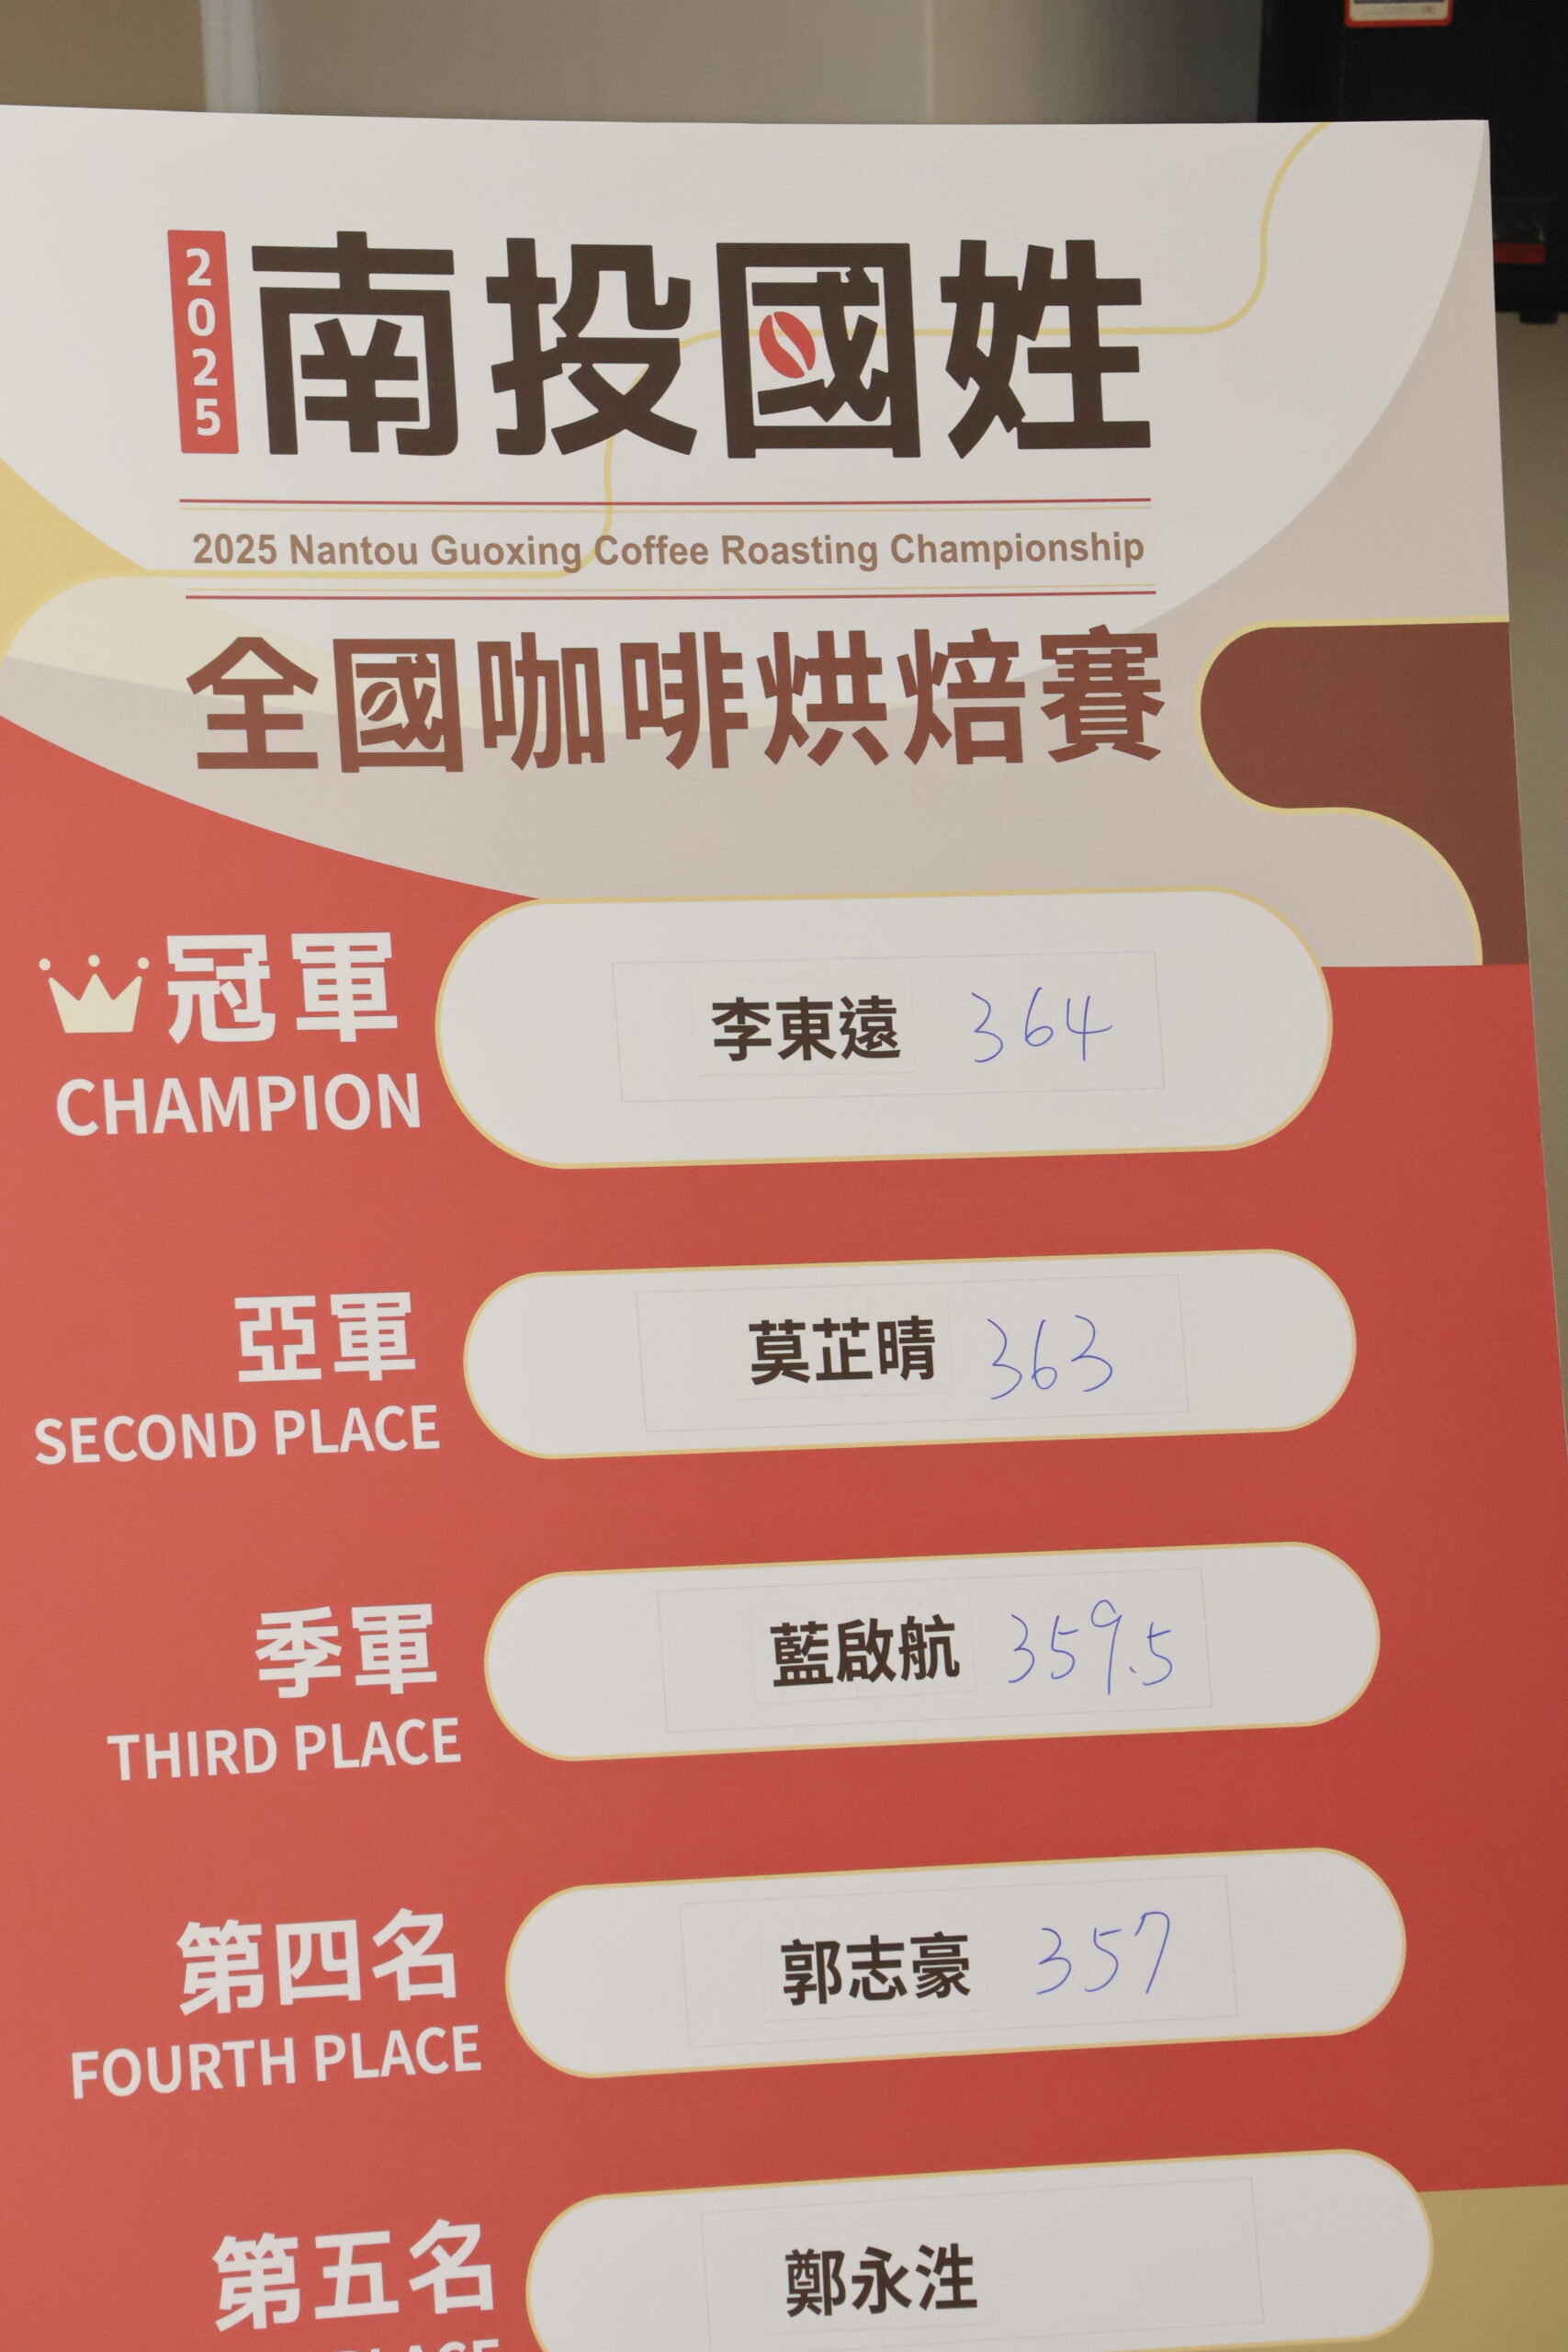 2025
南投國姓
2025 Nantou Guoxing Coffee Roasting Championship
全國咖啡烘焙賽
冠軍
CHAMPION
李東遠 364
亞軍
SECOND PLACE
莫芷晴 363
季軍
THIRD PLACE
藍啟航 359.5
第四名
FOURTH PLACE
郭志豪 357
第五名
鄭永泩